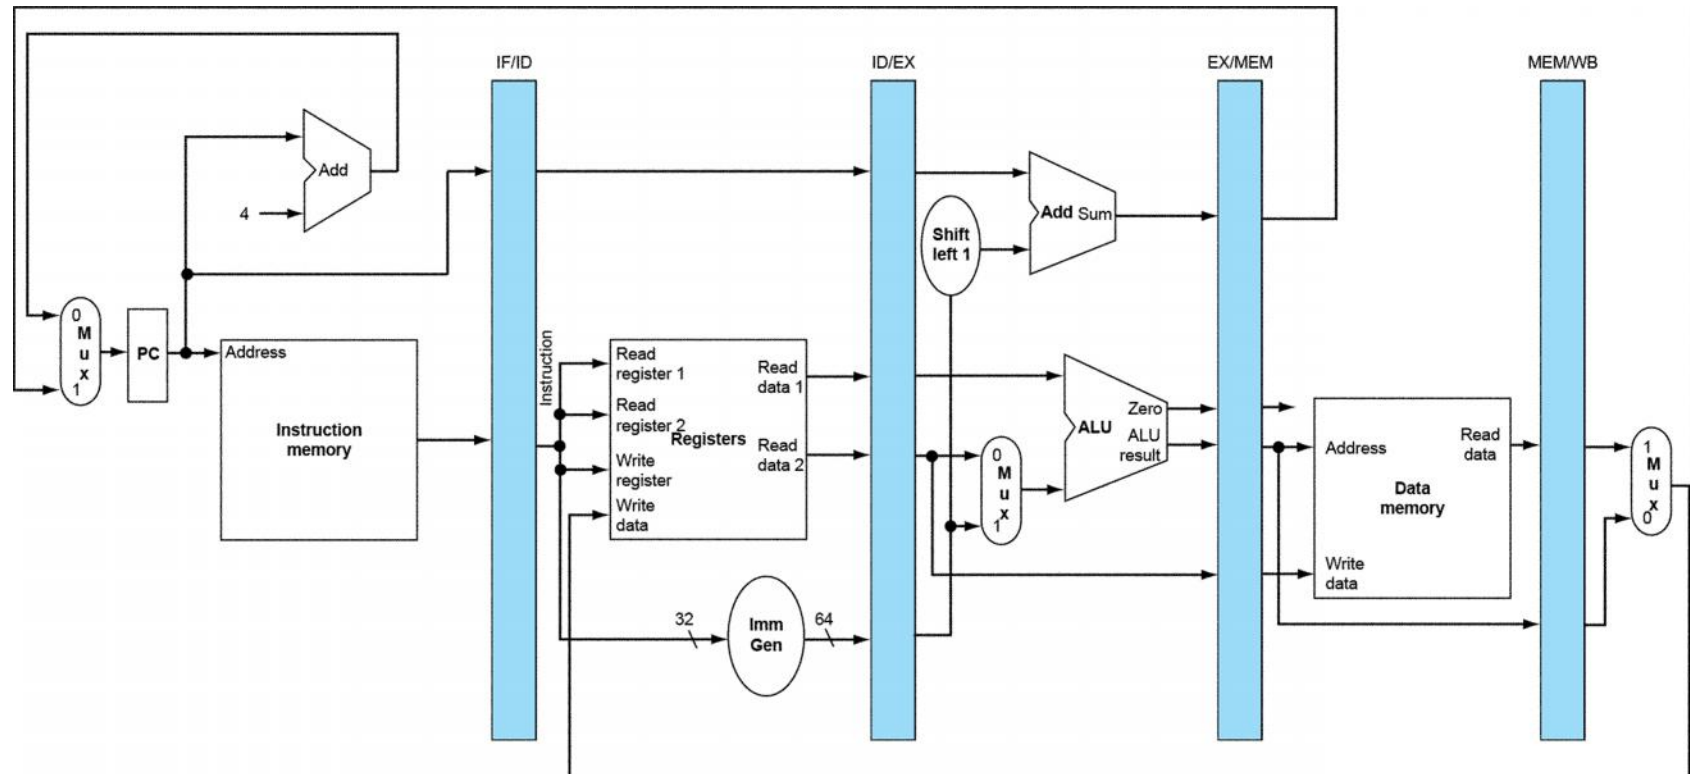 IF/ID
ID/EX
EX/MEM
MEM/WB
Add
4
Add Sum
Shift
left 1
0
M
u
x
1
PC
Address
Instruction
memory
Instruction
Read
register 1
Read
register 2
Registers
Write
register
Write
data
Read
data 1
Read
data 2
0
M
u
x
1
Zero
ALU
ALU
result
Address
Read
data
Data
memory
Write
data
1
M
u
x
0
32
Imm
Gen
64